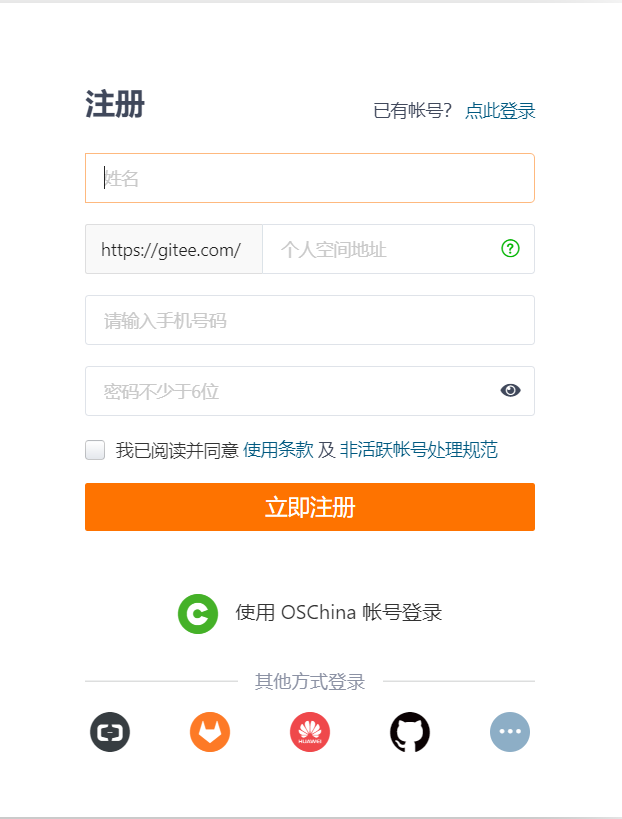 注册
已有帐号? 点此登录
姓名
https://gitee.com/ 个人空间地址
请输入手机号码
密码不少于6位
我已阅读并同意 使用条款 及 非活跃帐号处理规范
立即注册
使用 OSChina 帐号登录
其他方式登录
HUAWEI